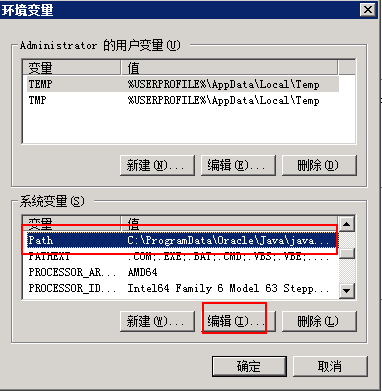 环境变量
Administrator 的用户变量(U)
变量 值
TEMP %USERPROFILE%\AppData\Local\Temp
TMP %USERPROFILE%\AppData\Local\Temp
新建(N)... 编辑(E)... 删除(D)
系统变量(S)
变量 值
Path C:\ProgramData\Oracle\Java\java...
PATHEXT .COM;.EXE;.BAT;.CMD;.VBS;.VBE;....
PROCESSOR_AR... AMD64
PROCESSOR_ID... Intel64 Family 6 Model 63 Stepp...
新建(W)... 编辑(I)... 删除(L)
确定 取消